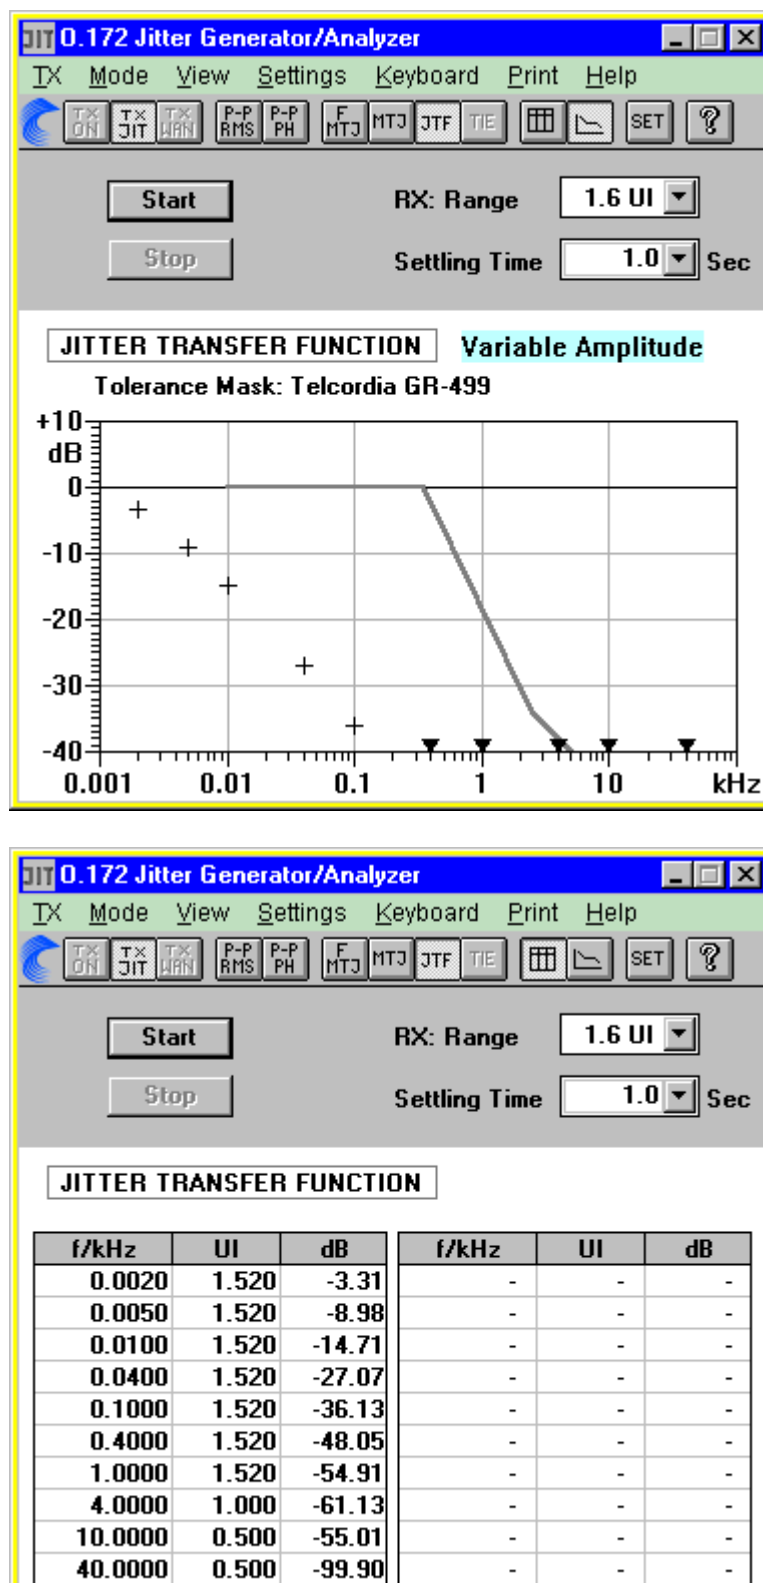 JIT O.172 Jitter Generator/Analyzer
TX Mode View Settings Keyboard Print Help
TX ON TX JIT TX WAN P-P RMS P-P PH F MTJ MTJ JTF TIE SET ?
Start RX: Range 1.6 UI
Stop Settling Time 1.0 Sec
JITTER TRANSFER FUNCTION Variable Amplitude
Tolerance Mask: Telcordia GR-499
+10
dB
0
-10
-20
-30
-40
0.001 0.01 0.1 1 10 kHz
JIT O.172 Jitter Generator/Analyzer
TX Mode View Settings Keyboard Print Help
TX ON TX JIT TX WAN P-P RMS P-P PH F MTJ MTJ JTF TIE SET ?
Start RX: Range 1.6 UI
Stop Settling Time 1.0 Sec
JITTER TRANSFER FUNCTION
f/kHz UI dB f/kHz UI dB
0.0020 1.520 -3.31 - - -
0.0050 1.520 -8.98 - - -
0.0100 1.520 -14.71 - - -
0.0400 1.520 -27.07 - - -
0.1000 1.520 -36.13 - - -
0.4000 1.520 -48.05 - - -
1.0000 1.520 -54.91 - - -
4.0000 1.000 -61.13 - - -
10.0000 0.500 -55.01 - - -
40.0000 0.500 -99.90 - - -